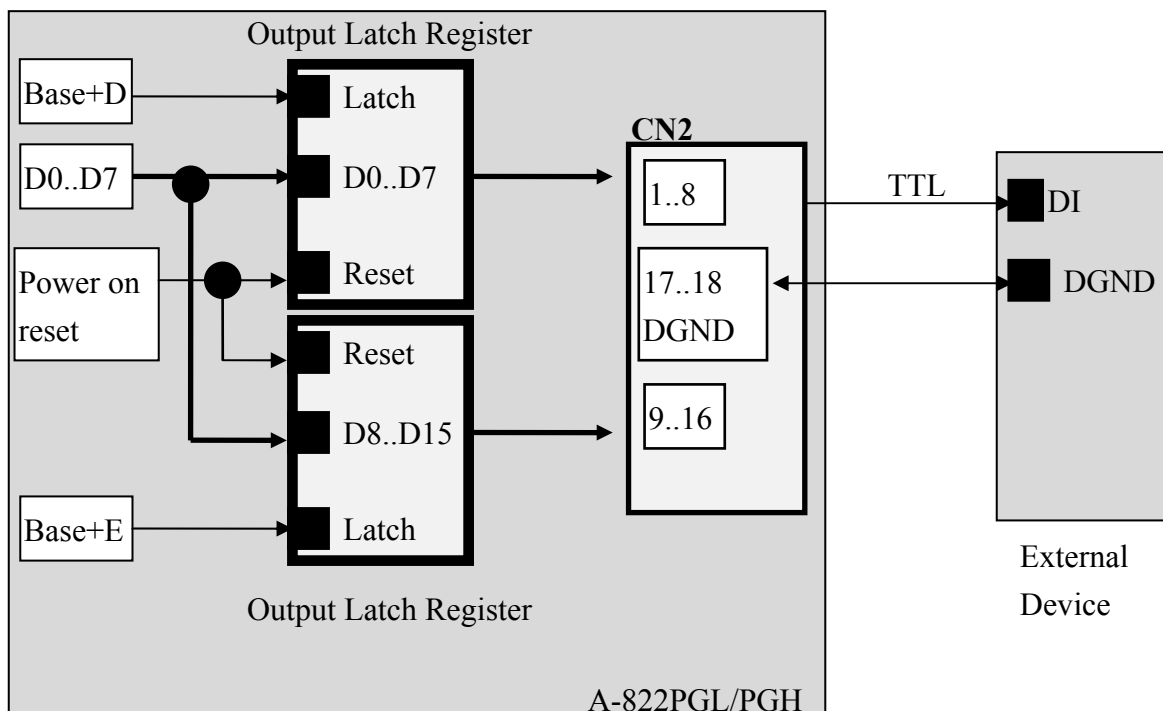 Output Latch Register
Base+D
Latch
CN2
D0..D7
D0..D7
1..8
TTL
DI
Power on
reset
Reset
17..18
DGND
DGND
Reset
D8..D15
9..16
Base+E
Latch
External
Device
Output Latch Register
A-822PGL/PGH